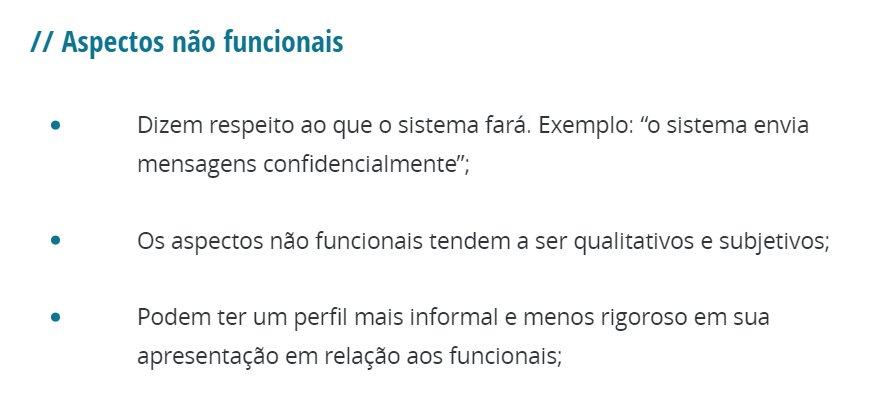 // Aspectos não funcionais
• Dizem respeito ao que o sistema fará. Exemplo: “o sistema envia
mensagens confidencialmente”;
• Os aspectos não funcionais tendem a ser qualitativos e subjetivos;
• Podem ter um perfil mais informal e menos rigoroso em sua
apresentação em relação aos funcionais;